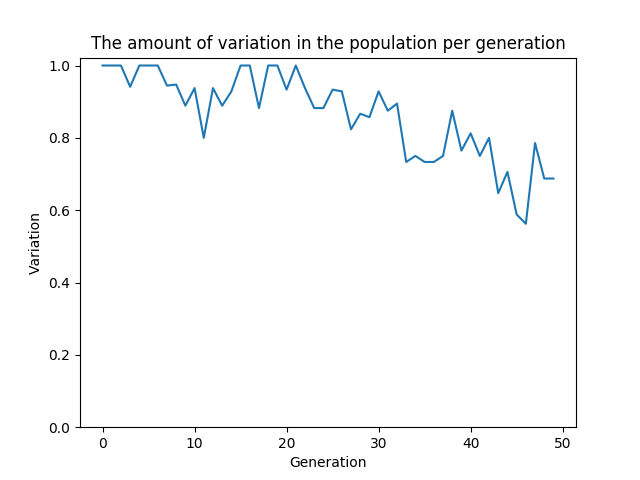 The amount of variation in the population per generation
1.0
0.8
0.6
0.4
0.2
0.0
Variation
0 10 20 30 40 50
Generation